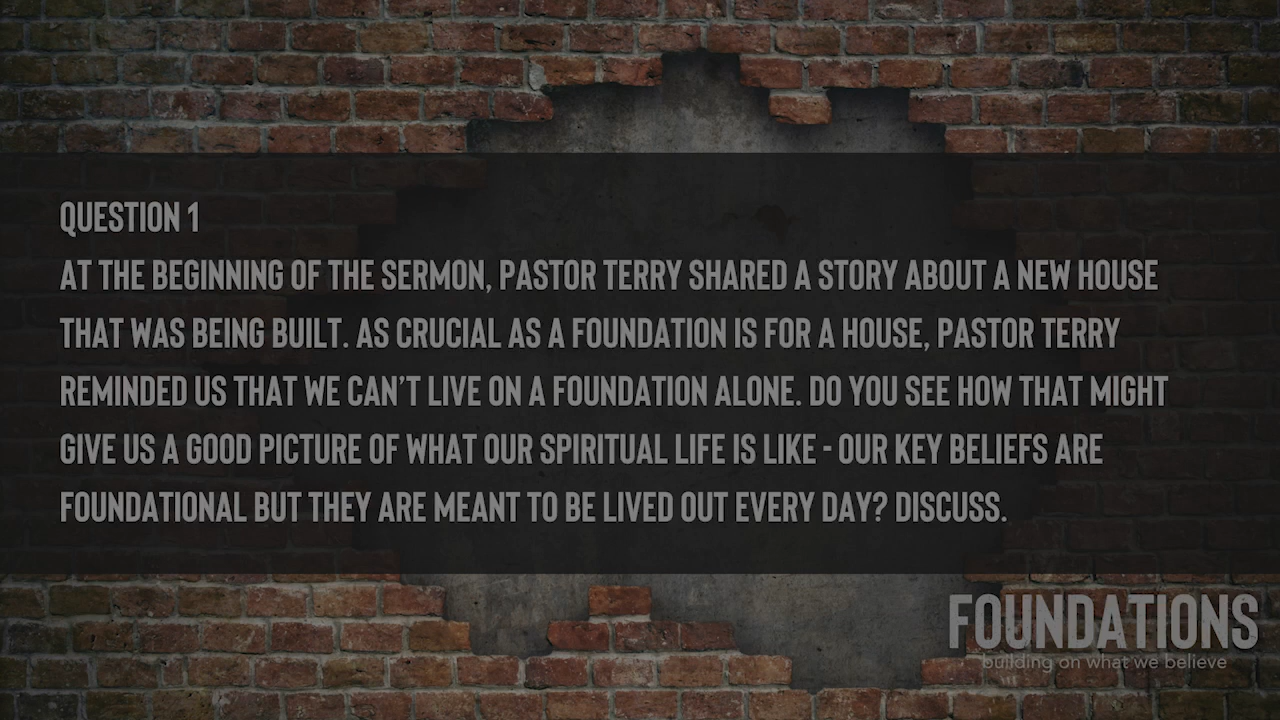 QUESTION 1
AT THE BEGINNING OF THE SERMON, PASTOR TERRY SHARED A STORY ABOUT A NEW HOUSE
THAT WAS BEING BUILT. AS CRUCIAL AS A FOUNDATION IS FOR A HOUSE, PASTOR TERRY
REMINDED US THAT WE CAN'T LIVE ON A FOUNDATION ALONE. DO YOU SEE HOW THAT MIGHT
GIVE US A GOOD PICTURE OF WHAT OUR SPIRITUAL LIFE IS LIKE - OUR KEY BELIEFS ARE
FOUNDATIONAL BUT THEY ARE MEANT TO BE LIVED OUT EVERY DAY? DISCUSS.
FOUNDATIONS
building on what we believe